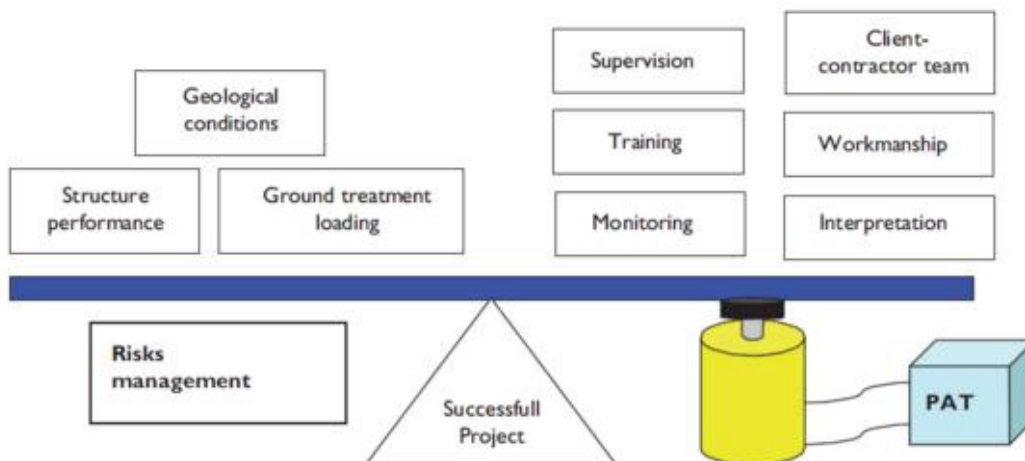 Geological
conditions
Structure
performance
Ground treatment
loading
Supervision
Training
Monitoring
Client-
contractor team
Workmanship
Interpretation
Risks
management
Successfull
Project
PAT